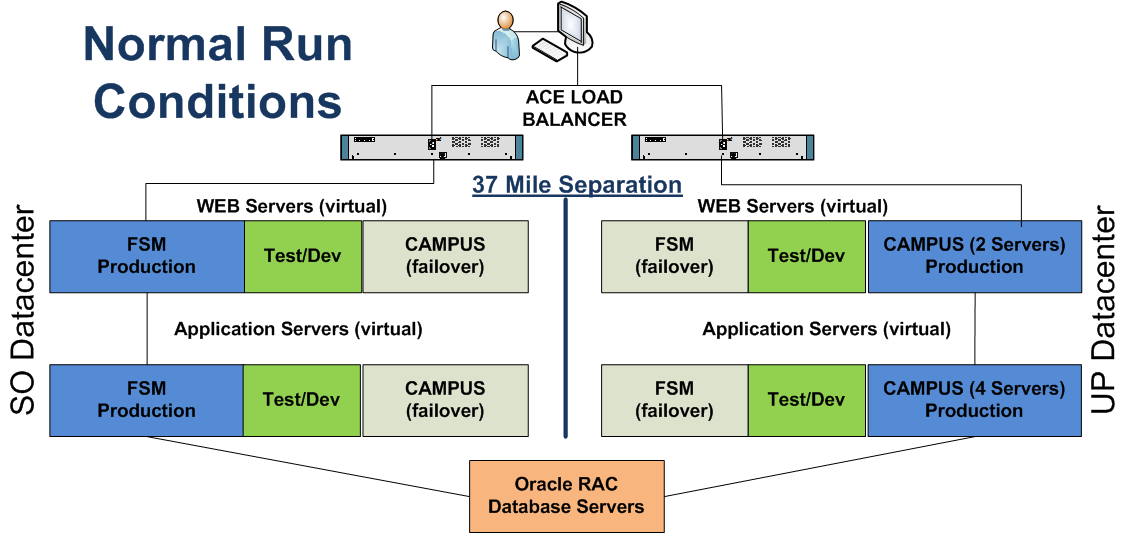 Normal Run
Conditions
ACE LOAD
BALANCER
37 Mile Separation
SO Datacenter
UP Datacenter
WEB Servers (virtual)
FSM
Production
Test/Dev
CAMPUS
(failover)
WEB Servers (virtual)
FSM
(failover)
Test/Dev
CAMPUS (2 Servers)
Production
Application Servers (virtual)
FSM
Production
Test/Dev
CAMPUS
(failover)
Application Servers (virtual)
FSM
(failover)
Test/Dev
CAMPUS (4 Servers)
Production
Oracle RAC
Database Servers